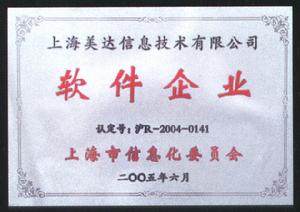 上海美达信息技术有限公司
软件企业
认定号：沪R-2004-0141
上海市信息化委员会
二〇〇五年六月